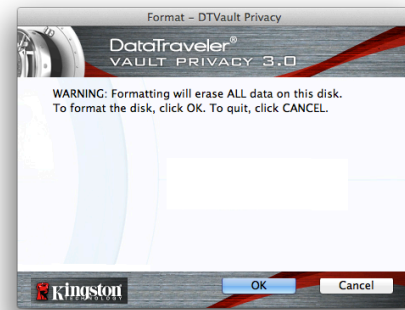 Format – DTVault Privacy
DataTraveler®
VAULT PRIVACY 3.0
WARNING: Formatting will erase ALL data on this disk.
To format the disk, click OK. To quit, click CANCEL.
Kingston
TECHNOLOGY
OK
Cancel